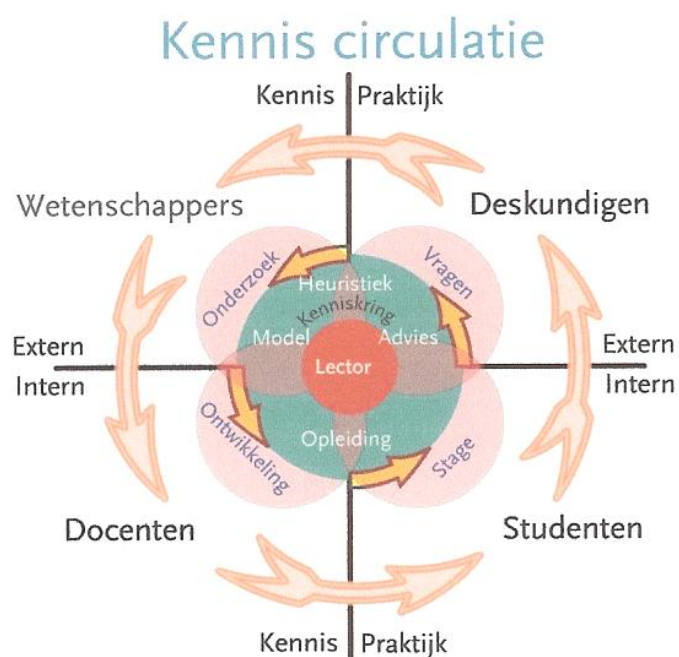 Kennis circulatie
Kennis Praktijk
Wetenschappers
Deskundigen
Onderzoek
Vragen
Heuristiek
Kenniskring
Model
Advies
Lector
Extern
Intern
Extern
Intern
Opleiding
Ontwikkeling
Stage
Docenten
Studenten
Kennis Praktijk